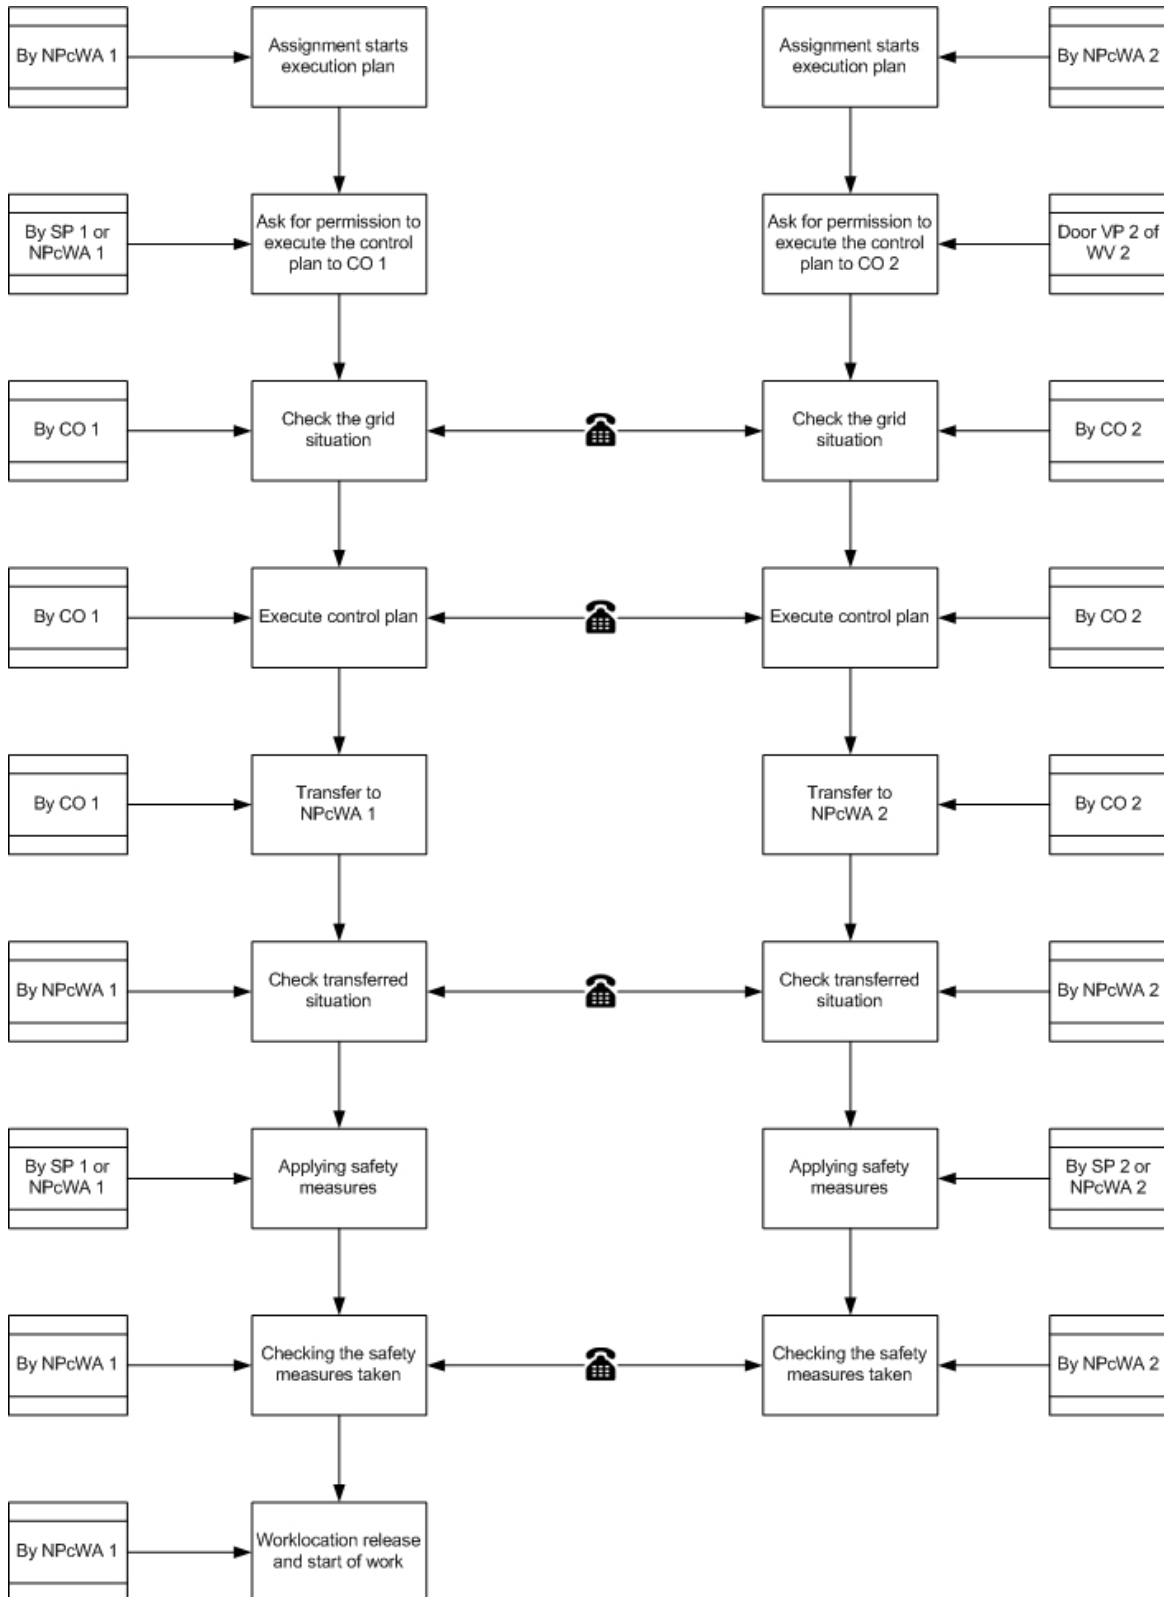 By NPcWA 1
Assignment starts
execution plan
Assignment starts
execution plan
By NPcWA 2
By SP 1 or
NPcWA 1
Ask for permission to
execute the control
plan to CO 1
Ask for permission to
execute the control
plan to CO 2
Door VP 2 of
WV 2
By CO 1
Check the grid
situation
Check the grid
situation
By CO 2
By CO 1
Execute control plan
Execute control plan
By CO 2
By CO 1
Transfer to
NPcWA 1
Transfer to
NPcWA 2
By CO 2
By NPcWA 1
Check transferred
situation
Check transferred
situation
By NPcWA 2
By SP 1 or
NPcWA 1
Applying safety
measures
Applying safety
measures
By SP 2 or
NPcWA 2
By NPcWA 1
Checking the safety
measures taken
Checking the safety
measures taken
By NPcWA 2
By NPcWA 1
Worklocation release
and start of work